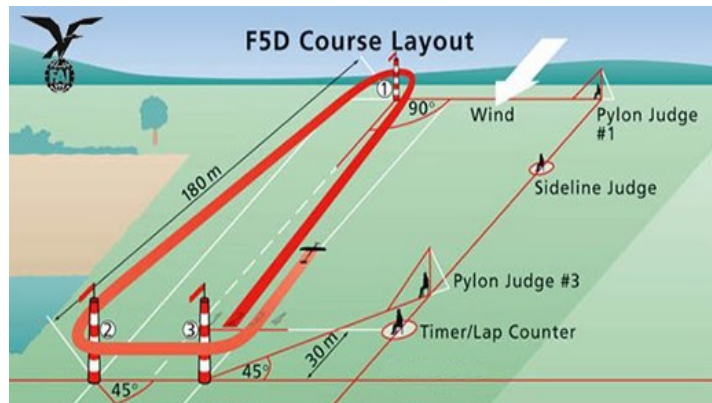 F5D Course Layout
FAI
①
90°
Wind
Pylon Judge
#1
180 m
Sideline Judge
Pylon Judge #3
②
③
Timer/Lap Counter
30 m
45°
45°